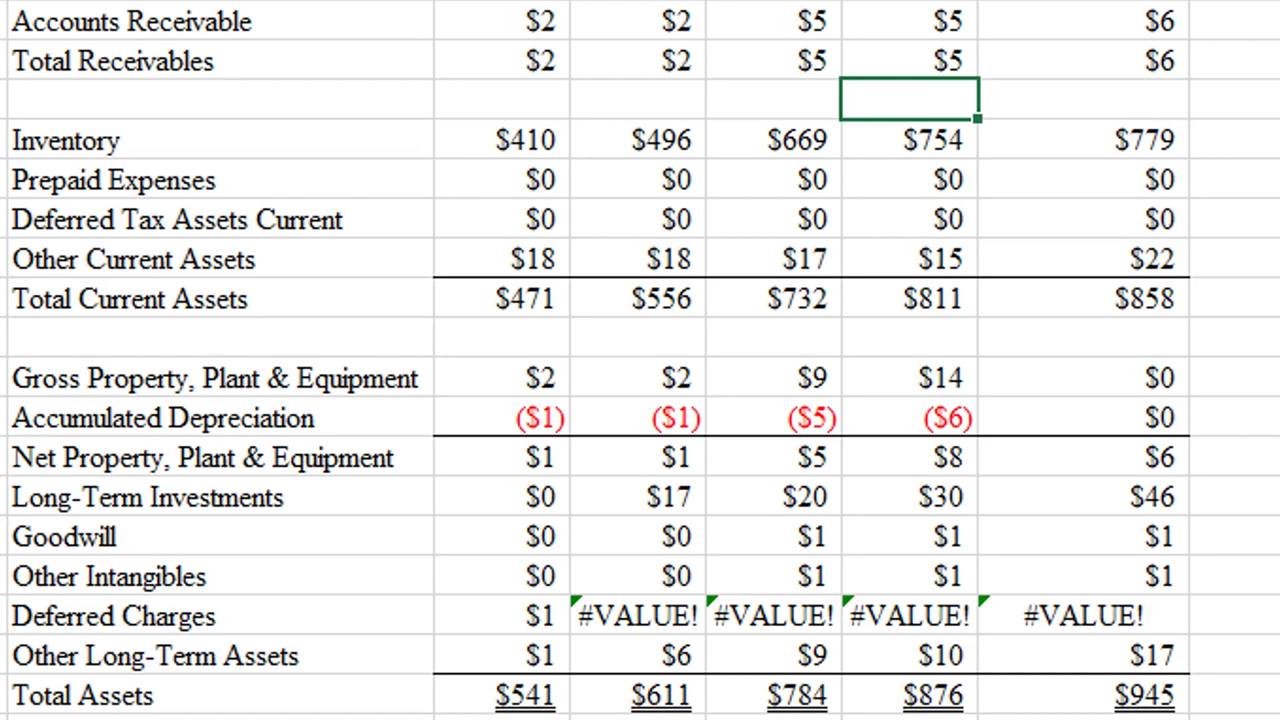 Accounts Receivable $2 $2 $5 $5 $6
Total Receivables $2 $2 $5 $5 $6
Inventory $410 $496 $669 $754 $779
Prepaid Expenses $0 $0 $0 $0 $0
Deferred Tax Assets Current $0 $0 $0 $0 $0
Other Current Assets $18 $18 $17 $15 $22
Total Current Assets $471 $556 $732 $811 $858
Gross Property, Plant & Equipment $2 $2 $9 $14 $0
Accumulated Depreciation ($1) ($1) ($5) ($6) $0
Net Property, Plant & Equipment $1 $1 $5 $8 $6
Long-Term Investments $0 $17 $20 $30 $46
Goodwill $0 $0 $1 $1 $1
Other Intangibles $0 $0 $1 $1 $1
Deferred Charges $1 #VALUE! #VALUE! #VALUE! #VALUE!
Other Long-Term Assets $1 $6 $9 $10 $17
Total Assets $541 $611 $784 $876 $945